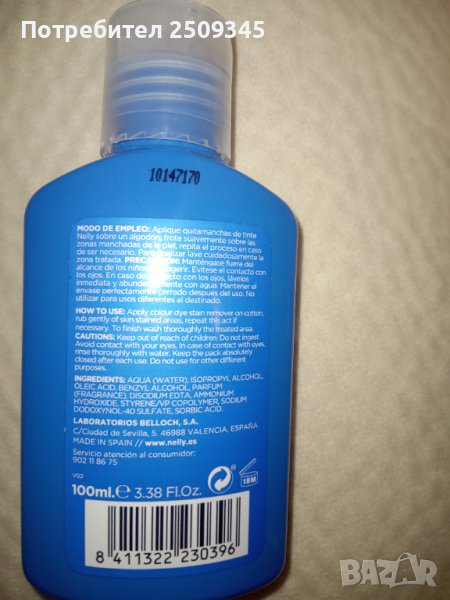 Потребител 2509345
10147170
MODO DE EMPLEO: Aplique quitamanchas de tinte
Nelly sobre un algodón, frote suavemente sobre las
zonas manchadas de la piel, repita el proceso en caso
de ser necesario. Para finalizar lave cuidadosamente la
zona tratada. PRECAUCIÓN: Manténgase fuera del
alcance de los niños. No ingerir. Evítese el contacto con
los ojos. En caso de contacto con los ojos, lávelos
inmediata y abundantemente con agua. Mantener el
envase perfectamente cerrado después del uso. No
utilizar para usos diferentes al destinado.
HOW TO USE: Apply colour dye stain remover on cotton,
rub gently of skin stained areas, repeat this act if
necessary. To finish wash thoroughly the treated area.
CAUTIONS: Keep out of reach of children. Do not ingest.
Avoid contact with your eyes. In case of contact with eyes,
rinse thoroughly with water. Keep the pack absolutely
closed after each use. Do not use for other different
purposes.
INGREDIENTS: AQUA (WATER), ISOPROPYL ALCOHOL,
OLEIC ACID, BENZYL ALCOHOL, PARFUM
(FRAGRANCE), DISODIUM EDTA, AMMONIUM
HYDROXIDE, STYRENE/VP COPOLYMER, SODIUM
DODOXYNOL-40 SULFATE, SORBIC ACID.
LABORATORIOS BELLOCH, S.A.
C/Ciudad de Sevilla, 5. 46988 VALENCIA, ESPAÑA.
MADE IN SPAIN // www.nelly.es
Servicio atención al consumidor:
902 11 86 75
V02
100ml. e 3.38 Fl.Oz.
18M
8 411322 230396
BAZAR.BG